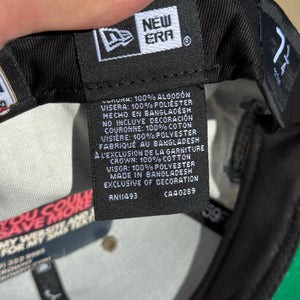 NEW
ERA
®
CORONA: 100% ALGODÓN
VISERA: 100% POLIÉSTER
HECHO EN BANGLADESH
NO INCLUYE DECORACIÓN
COURONNE: 100% COTON
VISIÈRE: 100% POLYESTER
FABRIQUÉ AU BANGLADESH
À L'EXCLUSION DE LA GARNITURE
CROWN: 100% COTTON
VISOR: 100% POLYESTER
MADE IN BANGLADESH
EXCLUSIVE OF DECORATION
RN11493 CA40289
YOU COULD